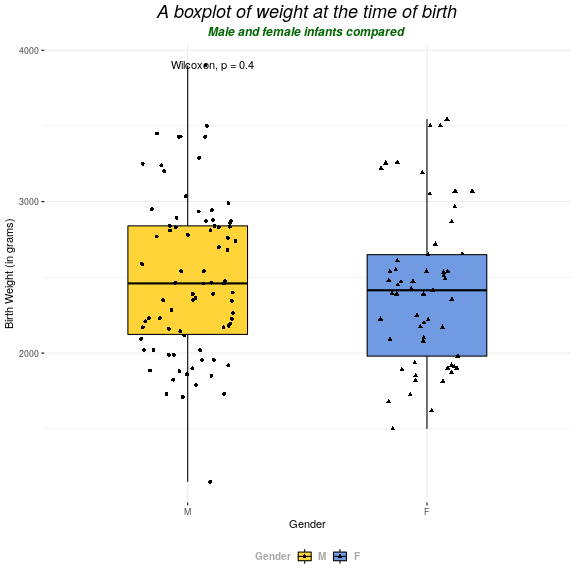 A boxplot of weight at the time of birth
Male and female infants compared
Wilcoxon, p = 0.4
4000
3000
2000
Birth Weight (in grams)
M F
Gender
Gender M F